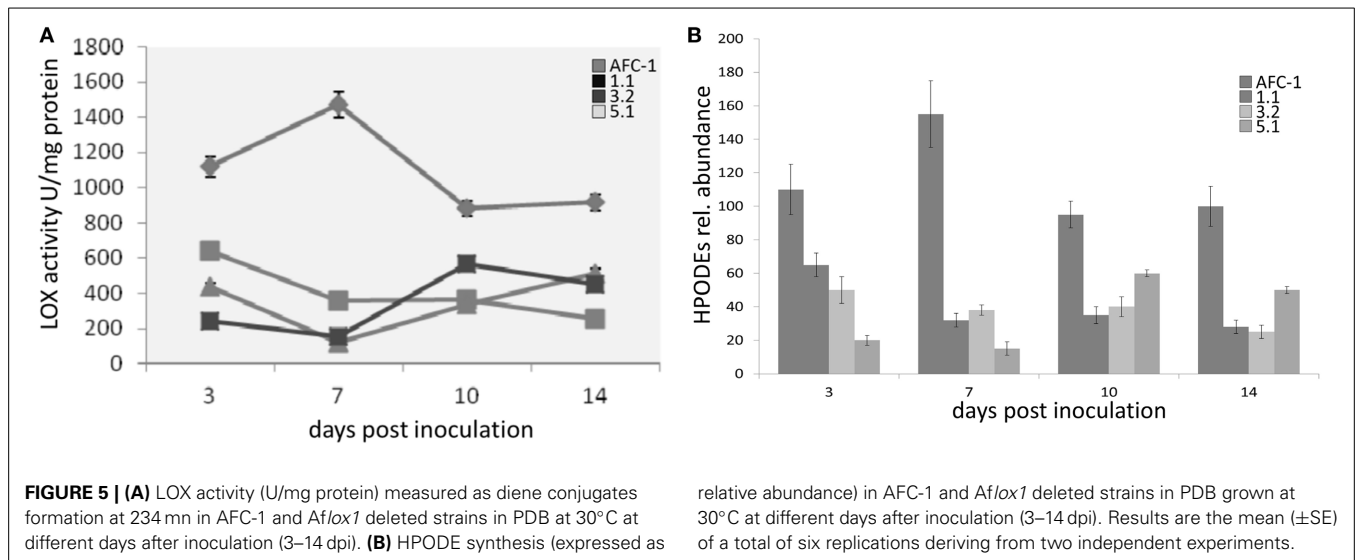 A
1800
1600
1400
1200
1000
800
600
400
200
0
LOX activity U/mg protein
AFC-1
1.1
3.2
5.1
3 7 10 14
days post inoculation
B
200
180
160
140
120
100
80
60
40
20
0
HPODEs rel. abundance
AFC-1
1.1
3.2
5.1
3 7 10 14
days post inoculation
FIGURE 5 | (A) LOX activity (U/mg protein) measured as diene conjugates
formation at 234 mn in AFC-1 and Aflox1 deleted strains in PDB at 30°C at
different days after inoculation (3–14 dpi). (B) HPODE synthesis (expressed as
relative abundance) in AFC-1 and Aflox1 deleted strains in PDB grown at
30°C at different days after inoculation (3–14 dpi). Results are the mean (±SE)
of a total of six replications deriving from two independent experiments.